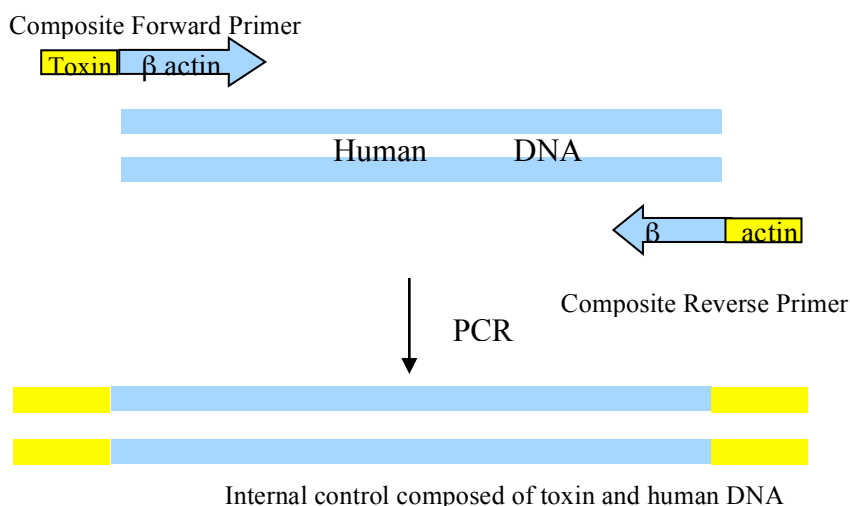 Composite Forward Primer
Toxin β actin
Human DNA
β actin
Composite Reverse Primer
PCR
Internal control composed of toxin and human DNA